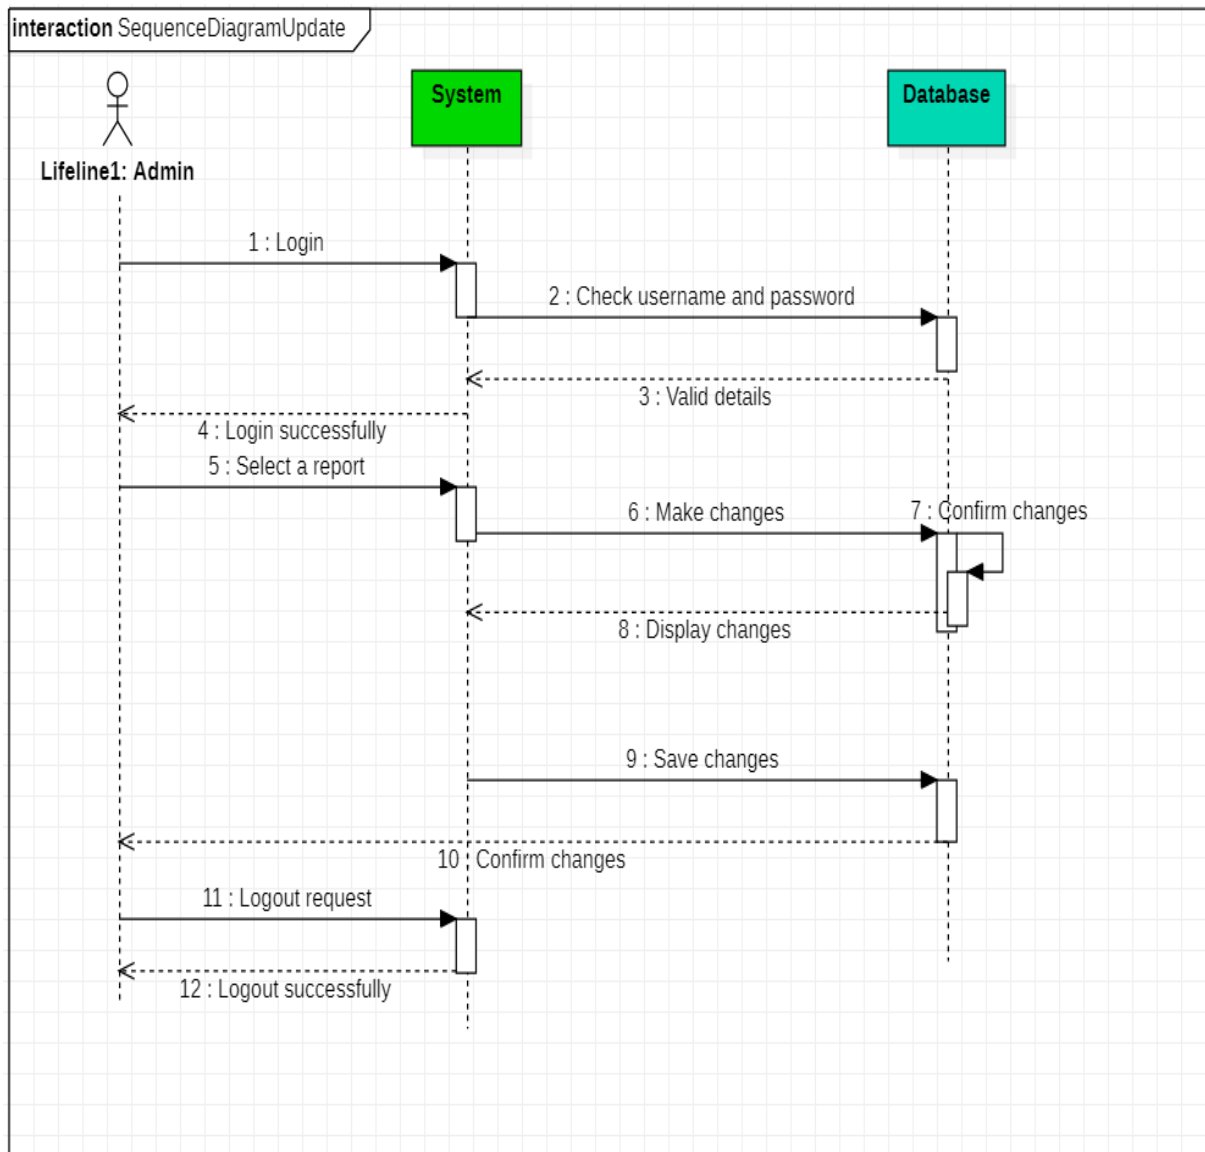 interaction SequenceDiagramUpdate
System
Database
Lifeline1: Admin
1 : Login
2 : Check username and password
3 : Valid details
4 : Login successfully
5 : Select a report
6 : Make changes
7 : Confirm changes
8 : Display changes
9 : Save changes
10 : Confirm changes
11 : Logout request
12 : Logout successfully